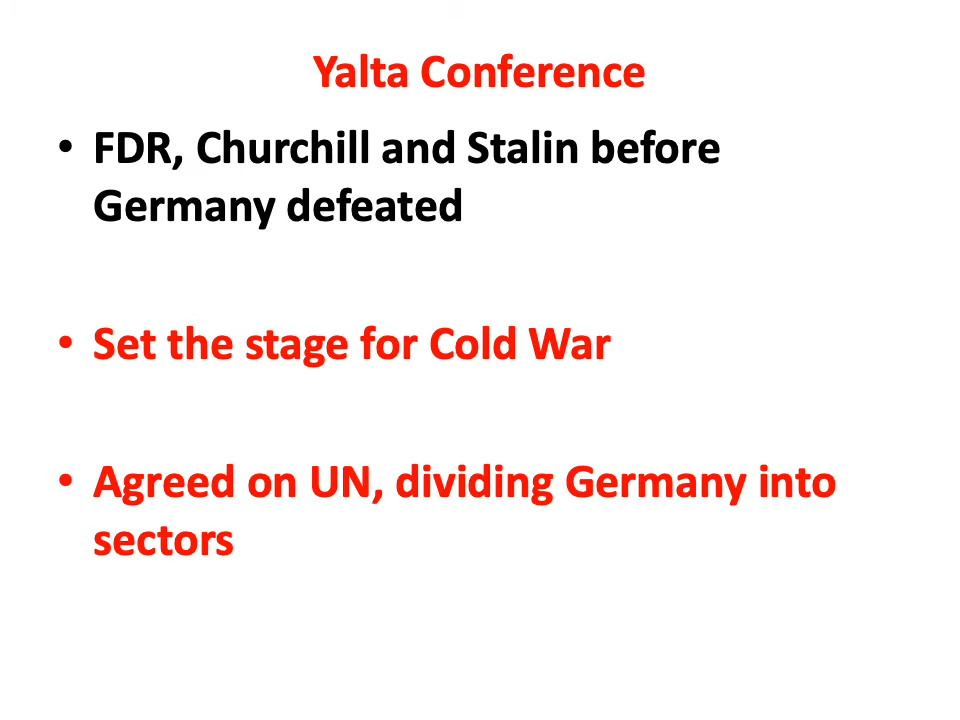 Yalta Conference
• FDR, Churchill and Stalin before
Germany defeated
• Set the stage for Cold War
• Agreed on UN, dividing Germany into
sectors